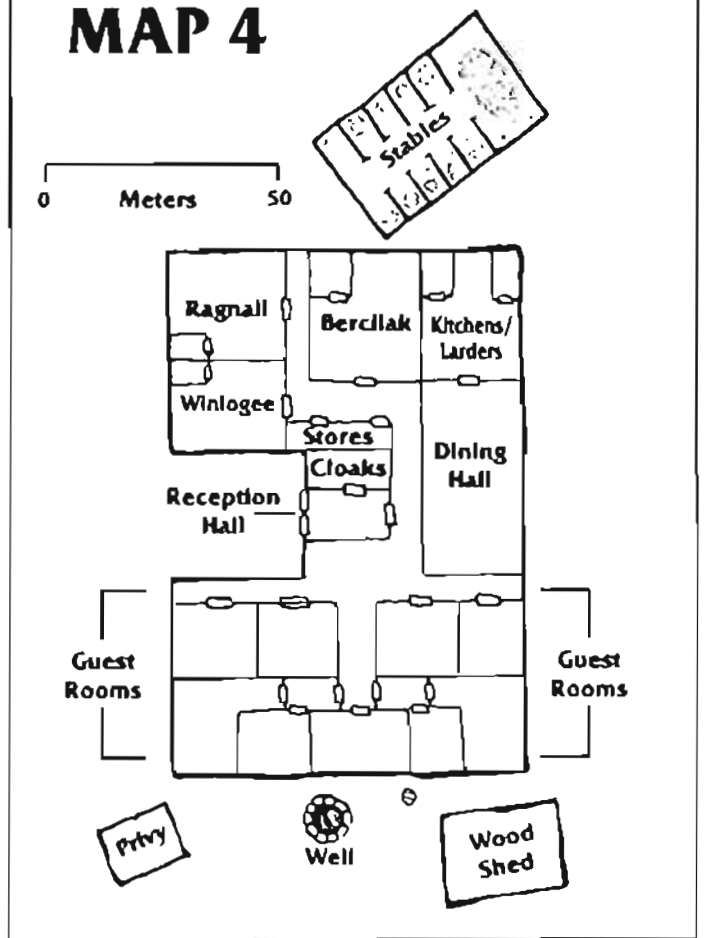 MAP 4
Stables
0 Meters 50
Ragnall
Bercilak
Kitchens/
Larders
Winlogee
Stores
Cloaks
Dining
Hall
Reception
Hall
Guest
Rooms
Guest
Rooms
Privy
Well
Wood
Shed